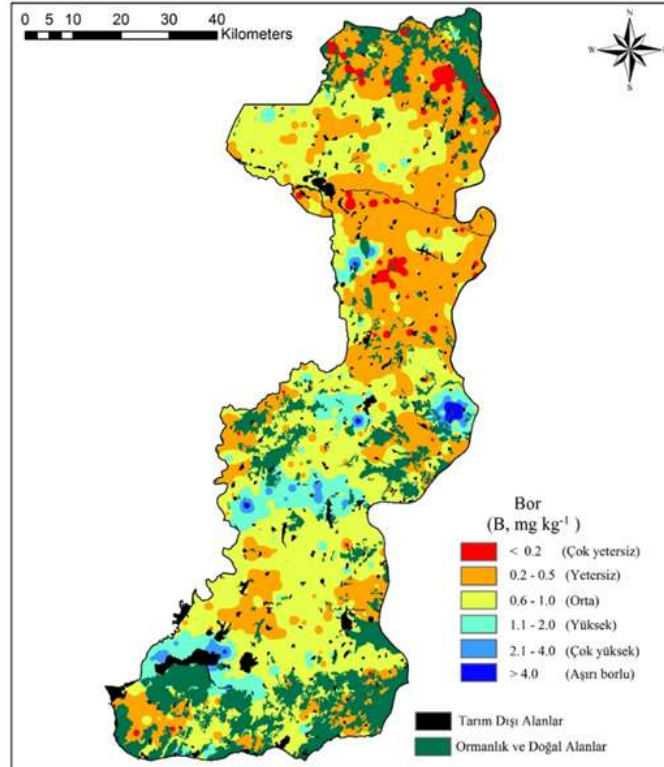 0 5 10 20 30 40
Kilometers
N
W
S
Bor
(B, mg kg-1 )
< 0.2 (Çok yetersiz)
0.2 - 0.5 (Yetersiz)
0.6 - 1.0 (Orta)
1.1 - 2.0 (Yüksek)
2.1 - 4.0 (Çok yüksek)
> 4.0 (Aşırı borlu)
Tarım Dışı Alanlar
Ormanlık ve Doğal Alanlar